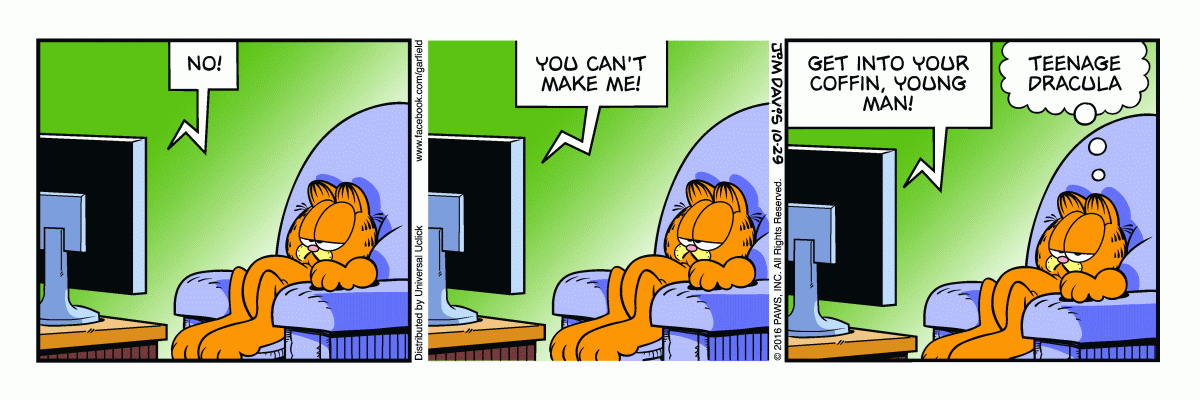 NO!
www.facebook.com/garfield
Distributed by Universal Uclick
YOU CAN'T
MAKE ME!
JIM DAVIS 10-29
© 2016 PAWS, INC. All Rights Reserved.
GET INTO YOUR
COFFIN, YOUNG
MAN!
TEENAGE
DRACULA